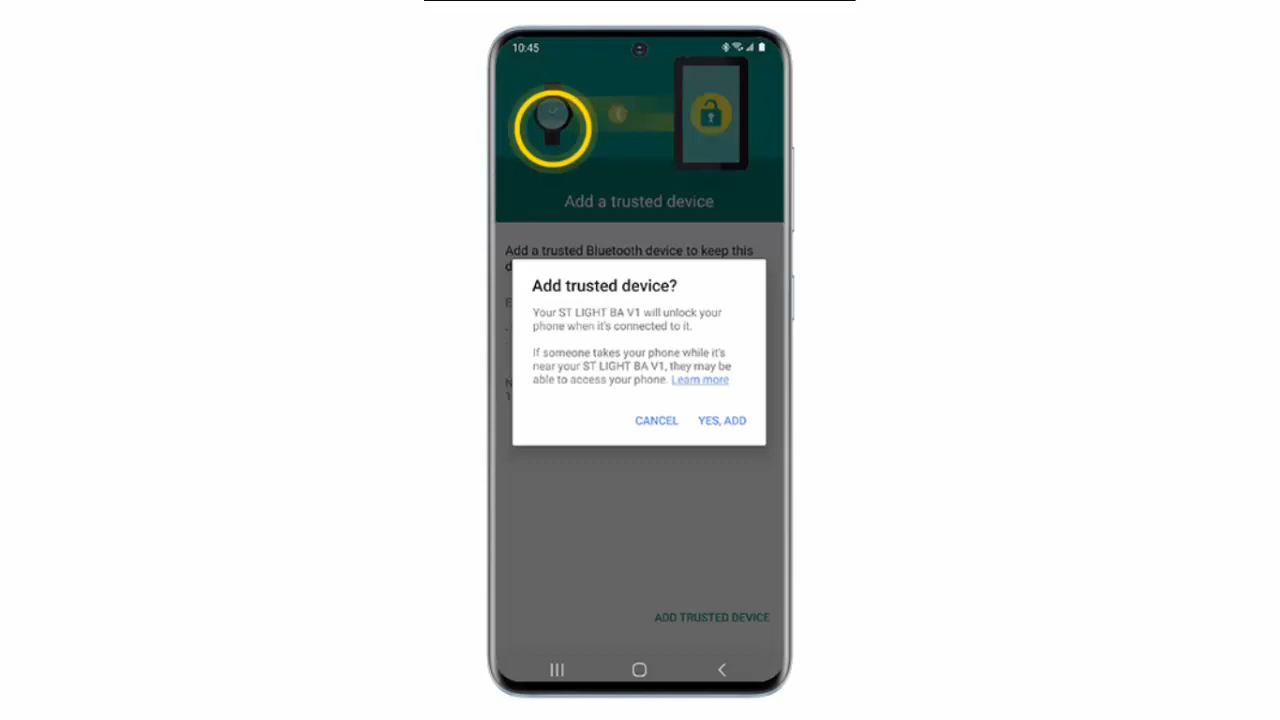 10:45
Add a trusted device
Add a trusted Bluetooth device to keep this
Add trusted device?
Your ST LIGHT BA V1 will unlock your
phone when it's connected to it.
If someone takes your phone while it's
near your ST LIGHT BA V1, they may be
able to access your phone. Learn more
CANCEL YES, ADD
ADD TRUSTED DEVICE